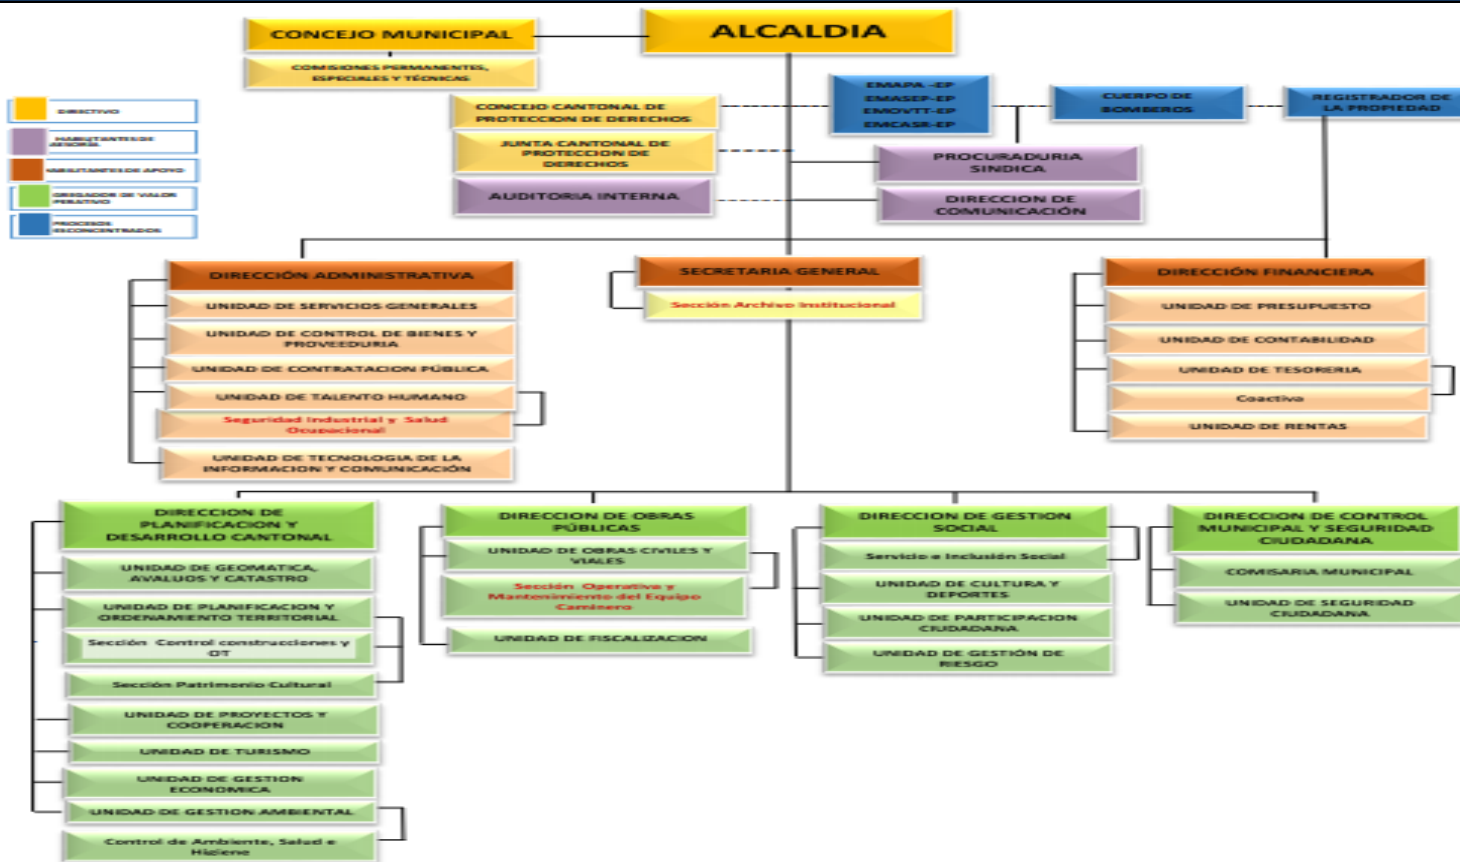 CONCEJO MUNICIPAL
ALCALDIA
COMISIONES PERMANENTES,
ESPECIALES Y TÉCNICAS
DIRECTIVO
HABILITANTES DE
HABILITANTES DE APOYO
DE VALOR
PROCESOS
CONCEJO CANTONAL DE
PROTECCION DE DERECHOS
JUNTA CANTONAL DE
PROTECCION DE
DERECHOS
AUDITORIA INTERNA
EMAPA -EP
EMASEP-EP
EMOVTT-EP
EMCASR-EP
CUERPO DE
BOMBEROS
REGISTRADOR DE
LA PROPIEDAD
PROCURADURIA
SINDICA
DIRECCION DE
COMUNICACIÓN
DIRECCIÓN ADMINISTRATIVA
UNIDAD DE SERVICIOS GENERALES
UNIDAD DE CONTROL DE BIENES Y
PROVEEDURIA
UNIDAD DE CONTRATACION PÚBLICA
UNIDAD DE TALENTO HUMANO
Seguridad Industrial y Salud
Ocupacional
UNIDAD DE TECNOLOGIA DE LA
INFORMACION Y COMUNICACIÓN
SECRETARIA GENERAL
Sección Archivo Institucional
DIRECCIÓN FINANCIERA
UNIDAD DE PRESUPUESTO
UNIDAD DE CONTABILIDAD
UNIDAD DE TESORERIA
Coactiva
UNIDAD DE RENTAS
DIRECCION DE
PLANIFICACION Y
DESARROLLO CANTONAL
UNIDAD DE GEOMATICA,
AVALUOS Y CATASTRO
UNIDAD DE PLANIFICACION Y
ORDENAMIENTO TERRITORIAL
Sección Control construcciones y
OT
Sección Patrimonio Cultural
UNIDAD DE PROYECTOS Y
COOPERACION
UNIDAD DE TURISMO
UNIDAD DE GESTION
ECONOMICA
UNIDAD DE GESTION AMBIENTAL
Control de Ambiente, Salud e
Higiene
DIRECCION DE OBRAS
PÚBLICAS
UNIDAD DE OBRAS CIVILES Y
VIALES
Sección Operativa y
Mantenimiento del Equipo
Caminero
UNIDAD DE FISCALIZACION
DIRECCION DE GESTION
SOCIAL
Servicio e Inclusión Social
UNIDAD DE CULTURA Y
DEPORTES
UNIDAD DE PARTICIPACION
CIUDADANA
UNIDAD DE GESTIÓN DE
RIESGO
DIRECCION DE CONTROL
MUNICIPAL Y SEGURIDAD
CIUDADANA
COMISARIA MUNICIPAL
UNIDAD DE SEGURIDAD
CIUDADANA